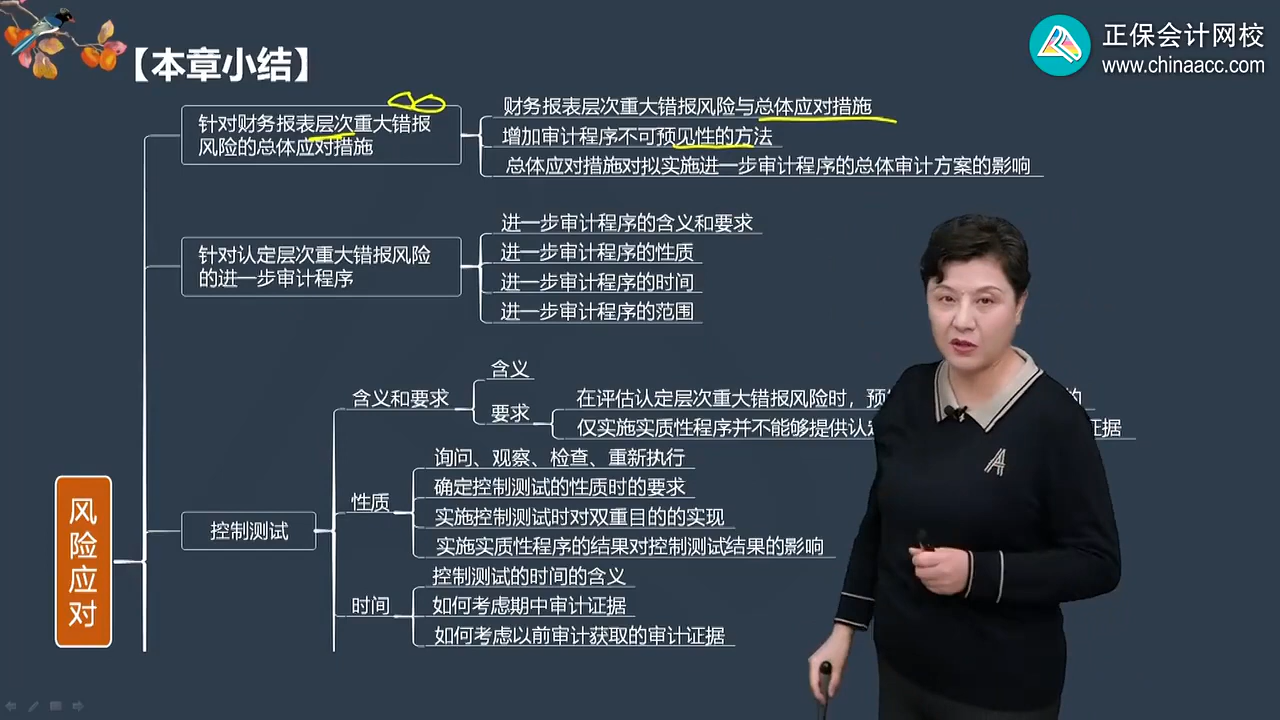 【本章小结】
正保会计网校
www.chinaacc.com
针对财务报表层次重大错报
风险的总体应对措施
财务报表层次重大错报风险与总体应对措施
增加审计程序不可预见性的方法
总体应对措施对拟实施进一步审计程序的总体审计方案的影响
针对认定层次重大错报风险
的进一步审计程序
进一步审计程序的含义和要求
进一步审计程序的性质
进一步审计程序的时间
进一步审计程序的范围
风险应对
控制测试
含义和要求
含义
要求
在评估认定层次重大错报风险时，预
仅实施实质性程序并不能够提供认定
证据
性质
询问、观察、检查、重新执行
确定控制测试的性质时的要求
实施控制测试时对双重目的的实现
实施实质性程序的结果对控制测试结果的影响
时间
控制测试的时间的含义
如何考虑期中审计证据
如何考虑以前审计获取的审计证据